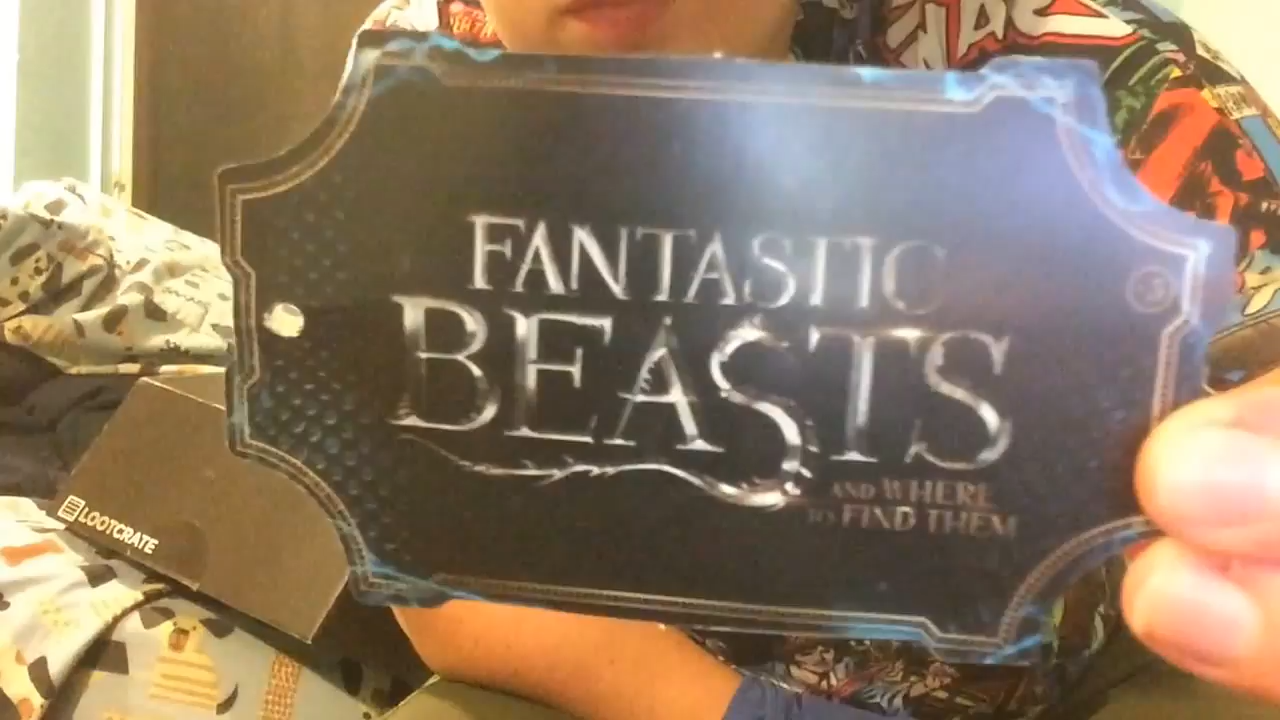 FANTASTIC
BEASTS
AND WHERE
TO FIND THEM
LOOTCRATE